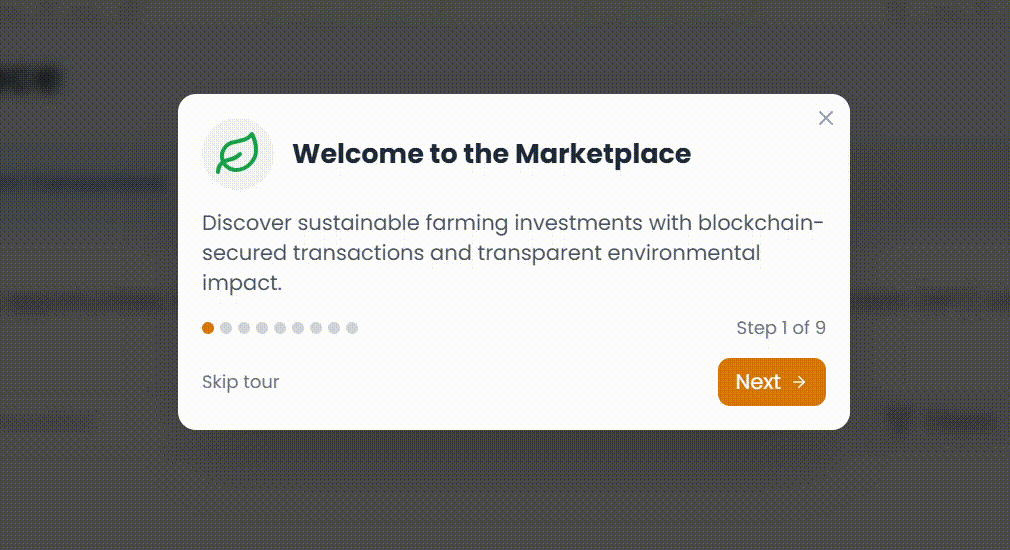 Welcome to the Marketplace
Discover sustainable farming investments with blockchain-
secured transactions and transparent environmental
impact.
Step 1 of 9
Skip tour
Next